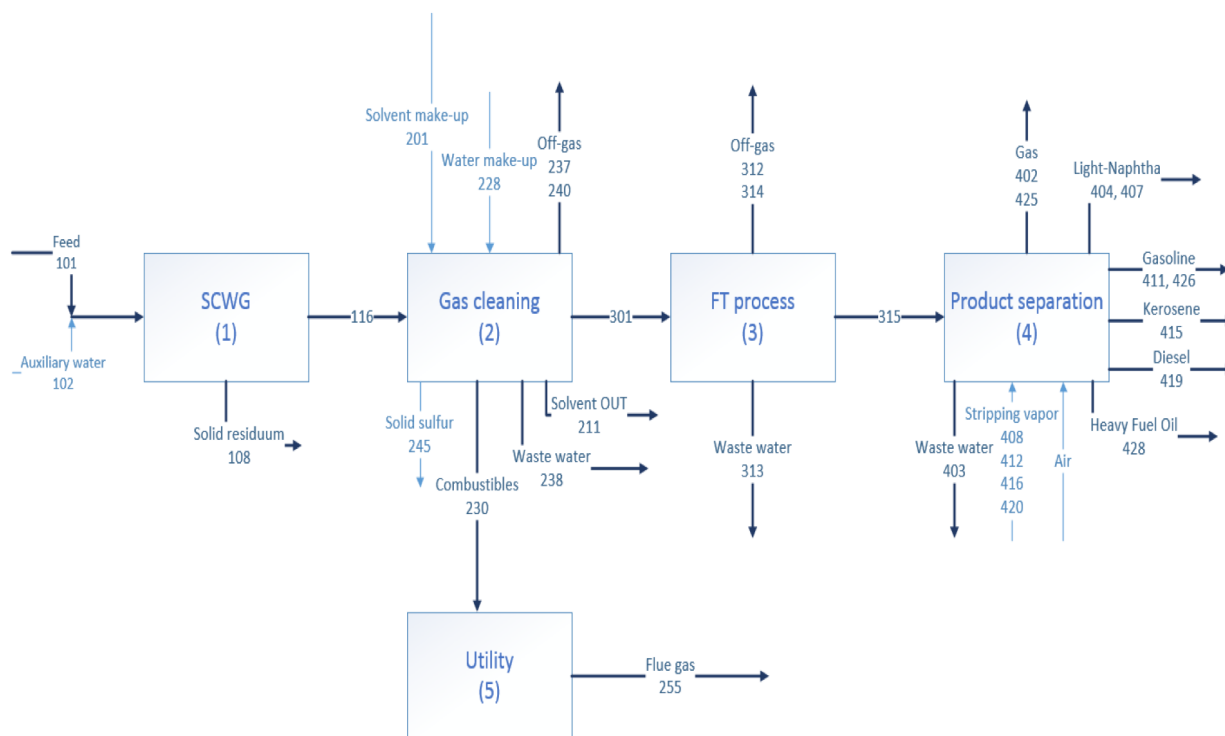 Solvent make-up
201
Water make-up
228
Off-gas
237
240
Off-gas
312
314
Gas
402
425
Light-Naphtha
404, 407
Feed
101
_Auxiliary water
102
SCWG
(1)
116
Gas cleaning
(2)
301
FT process
(3)
315
Product separation
(4)
Gasoline
411, 426
Kerosene
415
Diesel
419
Solid residuum
108
Solid sulfur
245
Combustibles
230
Waste water
238
Solvent OUT
211
Waste water
313
Waste water
403
Stripping vapor
408
412
416
420
Air
Heavy Fuel Oil
428
Utility
(5)
Flue gas
255